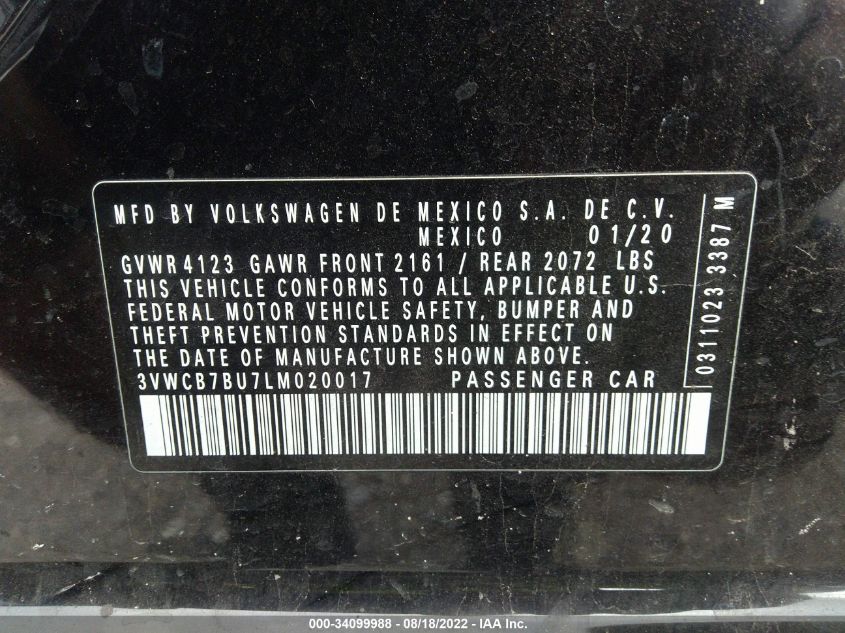 MFD BY VOLKSWAGEN DE MEXICO S.A. DE C.V.
MEXICO 01/20
GVWR 4123 GAWR FRONT 2161 / REAR 2072 LBS
THIS VEHICLE CONFORMS TO ALL APPLICABLE U.S.
FEDERAL MOTOR VEHICLE SAFETY, BUMPER AND
THEFT PREVENTION STANDARDS IN EFFECT ON
THE DATE OF MANUFACTURE SHOWN ABOVE.
3VWCB7BU7LM020017 PASSENGER CAR
0311023 3387 M
000-34099988 - 08/18/2022 - IAA Inc.